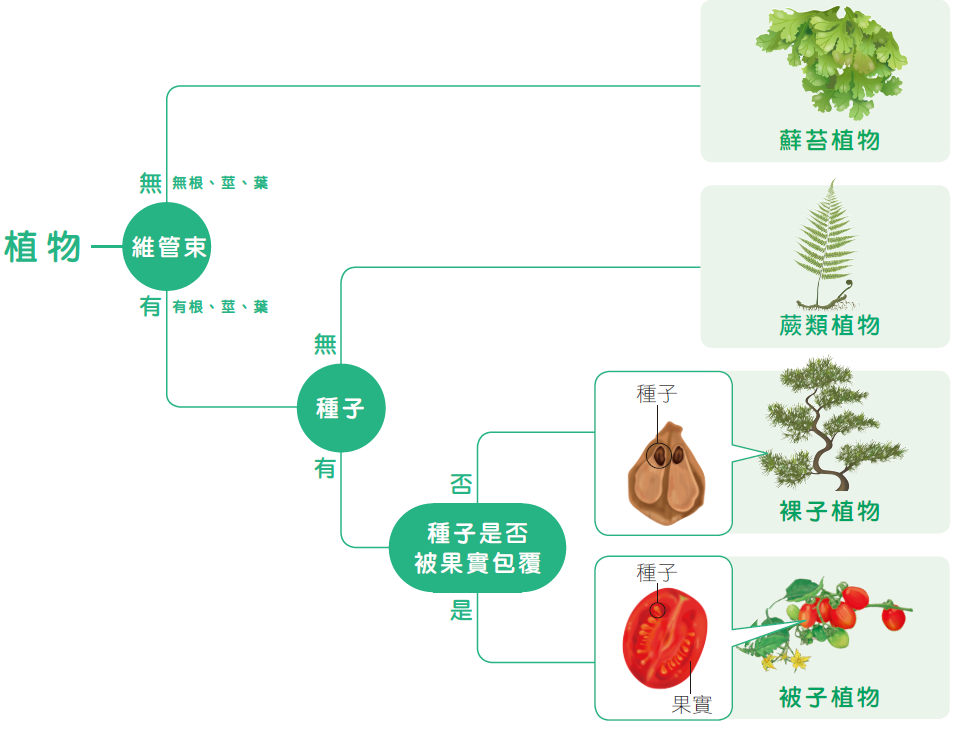 蘚苔植物
無
無根、莖、葉
植物
維管束
有
有根、莖、葉
蕨類植物
無
種子
有
種子
否
裸子植物
種子是否
被果實包覆
種子
是
果實
被子植物